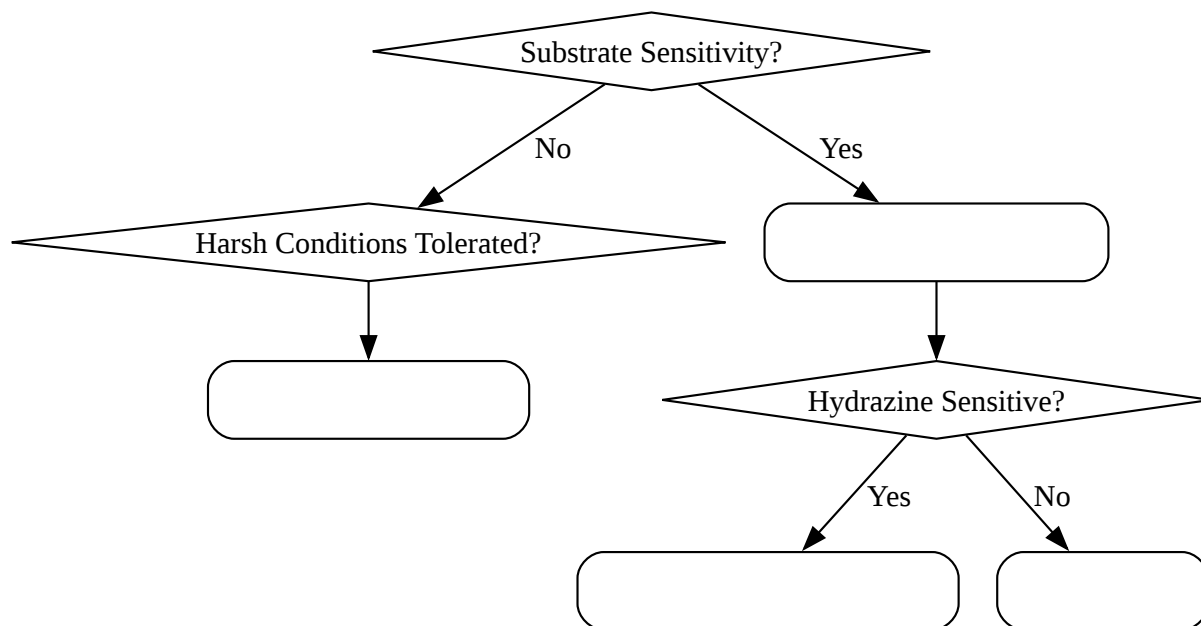 Substrate Sensitivity?
No
Yes
Harsh Conditions Tolerated?
Hydrazine Sensitive?
Yes
No